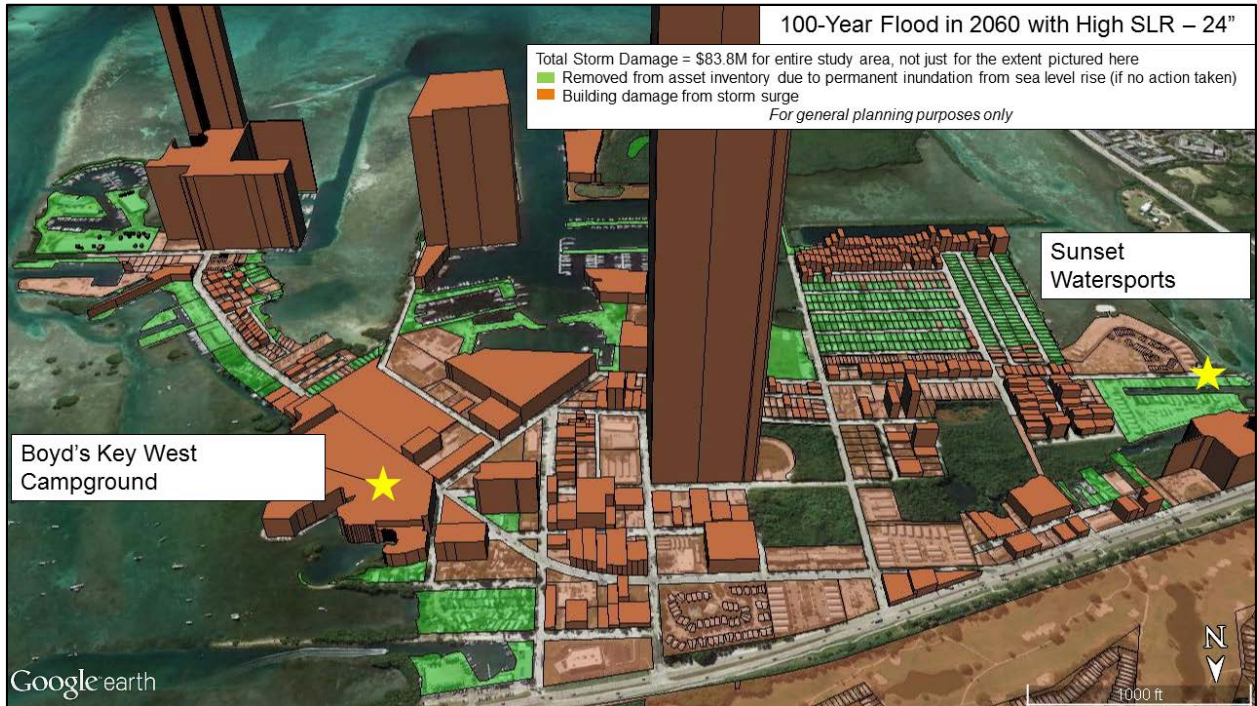 100-Year Flood in 2060 with High SLR – 24”
Total Storm Damage = $83.8M for entire study area, not just for the extent pictured here
Removed from asset inventory due to permanent inundation from sea level rise (if no action taken)
Building damage from storm surge
For general planning purposes only
Sunset
Watersports
Boyd's Key West
Campground
N
Google earth
1000 ft